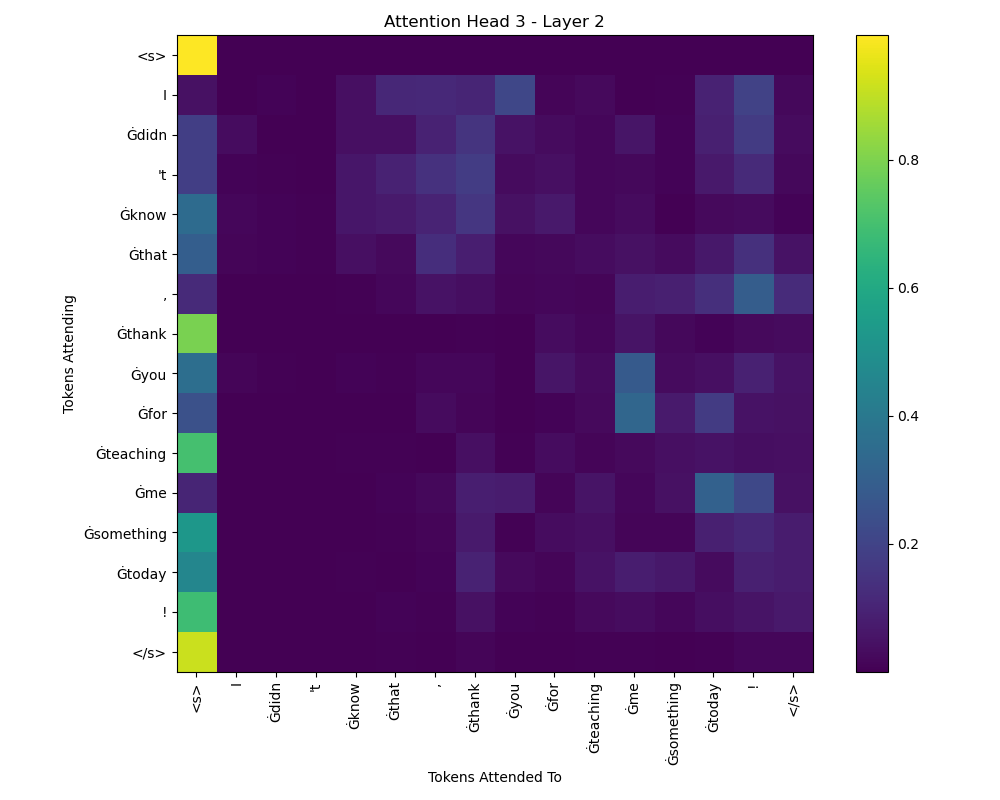 Attention Head 3 - Layer 2
<s>
I
Ġdidn
't
Ġknow
Ġthat
,
Ġthank
Ġyou
Ġfor
Ġteaching
Ġme
Ġsomething
Ġtoday
!
</s>
Tokens Attending
<s>
I
Ġdidn
't
Ġknow
Ġthat
,
Ġthank
Ġyou
Ġfor
Ġteaching
Ġme
Ġsomething
Ġtoday
!
</s>
Tokens Attended To
0.8
0.6
0.4
0.2